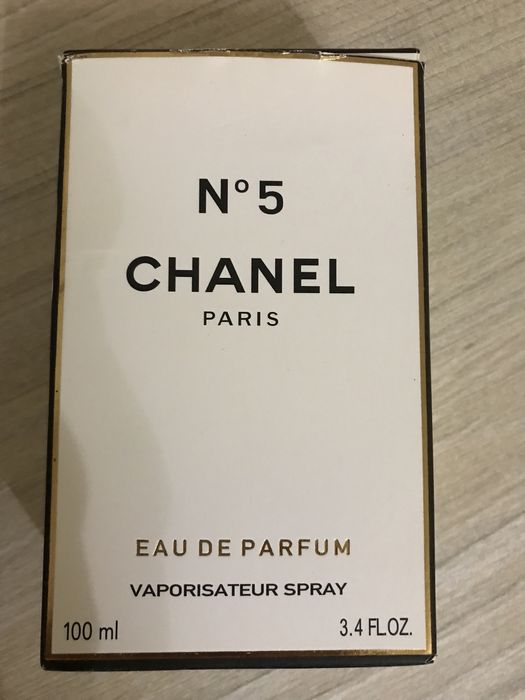 N° 5
CHANEL
PARIS
EAU DE PARFUM
VAPORISATEUR SPRAY
100 ml 3.4 FL.OZ.